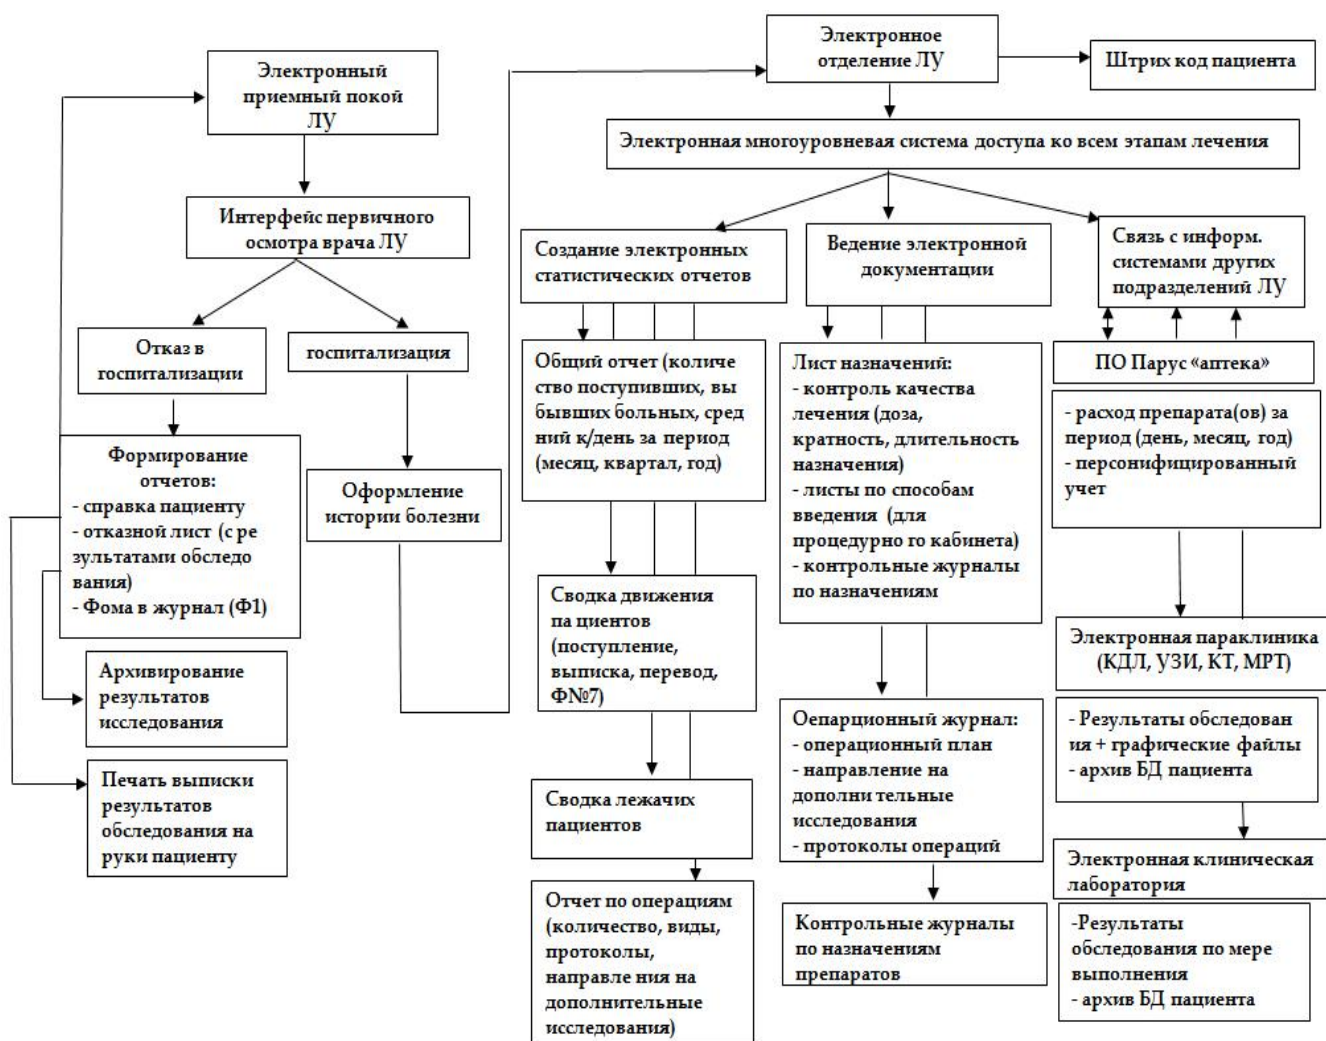 Электронный
приемный покой
ЛУ
Интерфейс первичного
осмотра врача ЛУ
Отказ в
госпитализации
госпитализация
Формирование
отчетов:
- справка пациенту
- отказной лист (с ре
зультатами обследо
вания)
- Фома в журнал (Ф1)
Оформление
истории болезни
Архивирование
результатов
исследования
Печать выписки
результатов
обследования на
руки пациенту
Электронное
отделение ЛУ
Штрих код пациента
Электронная многоуровневая система доступа ко всем этапам лечения
Создание электронных
статистических отчетов
Общий отчет (количе
ство поступивших, вы
бывших больных, сред
ний к/день за период
(месяц, квартал, год)
Сводка движения
па циентов
(поступление,
выписка, перевод,
Ф№7)
Сводка лежачих
пациентов
Отчет по операциям
(количество, виды,
протоколы,
направле ния на
дополнительные
исследования)
Ведение электронной
документации
Лист назначений:
- контроль качества
лечения (доза,
кратность, длительность
назначения)
- листы по способам
введения (для
процедурно го кабинета)
- контрольные журналы
по назначениям
Оепарционный журнал:
- операционный план
- направление на
дополни тельные
исследования
- протоколы операций
Контрольные журналы
по назначениям
препаратов
Связь с информ.
системами других
подразделений ЛУ
ПО Парус «аптека»
- расход препарата(ов) за
период (день, месяц, год)
- персонифицированный
учет
Электронная параклиника
(КДЛ, УЗИ, КТ, МРТ)
- Результаты обследован
ия + графические файлы
- архив БД пациента
Электронная клиническая
лаборатория
-Результаты
обследования по мере
выполнения
- архив БД пациента